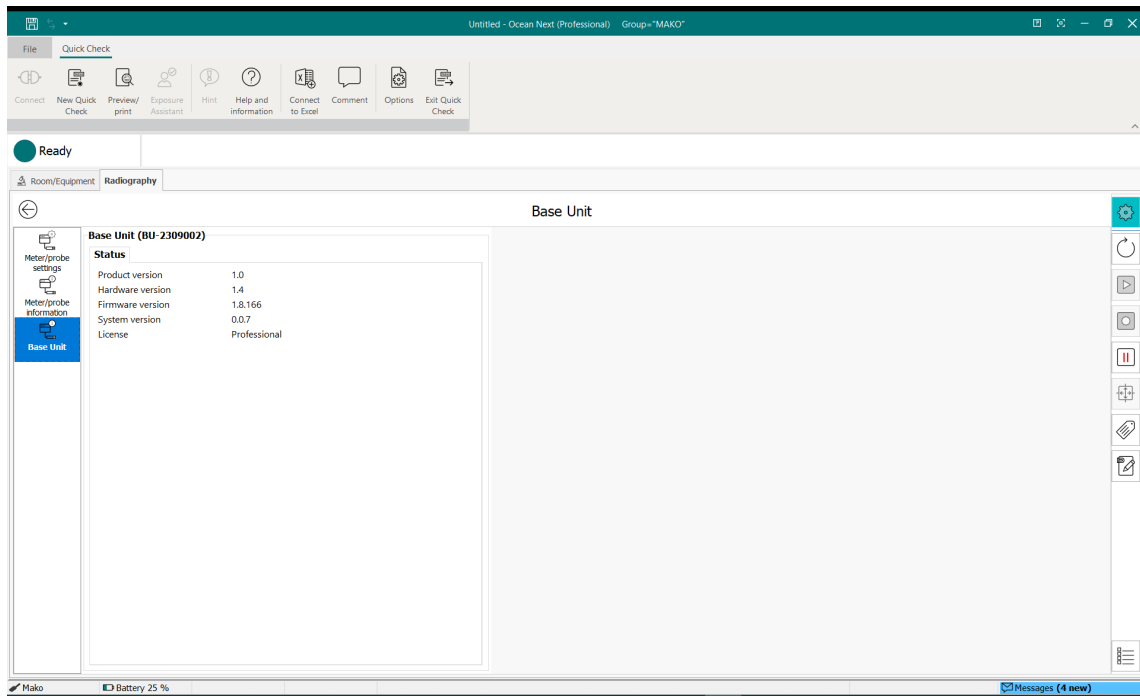 Untitled - Ocean Next (Professional) Group="MAKO"
File Quick Check
Connect
New Quick Check
Preview/ print
Exposure Assistant
Hint
Help and information
Connect to Excel
Comment
Options
Exit Quick Check
Ready
Room/Equipment Radiography
Base Unit
Meter/probe settings
Meter/probe information
Base Unit
Base Unit (BU-2309002)
Status
Product version 1.0
Hardware version 1.4
Firmware version 1.8.166
System version 0.0.7
License Professional
Mako Battery 25 % Messages (4 new)